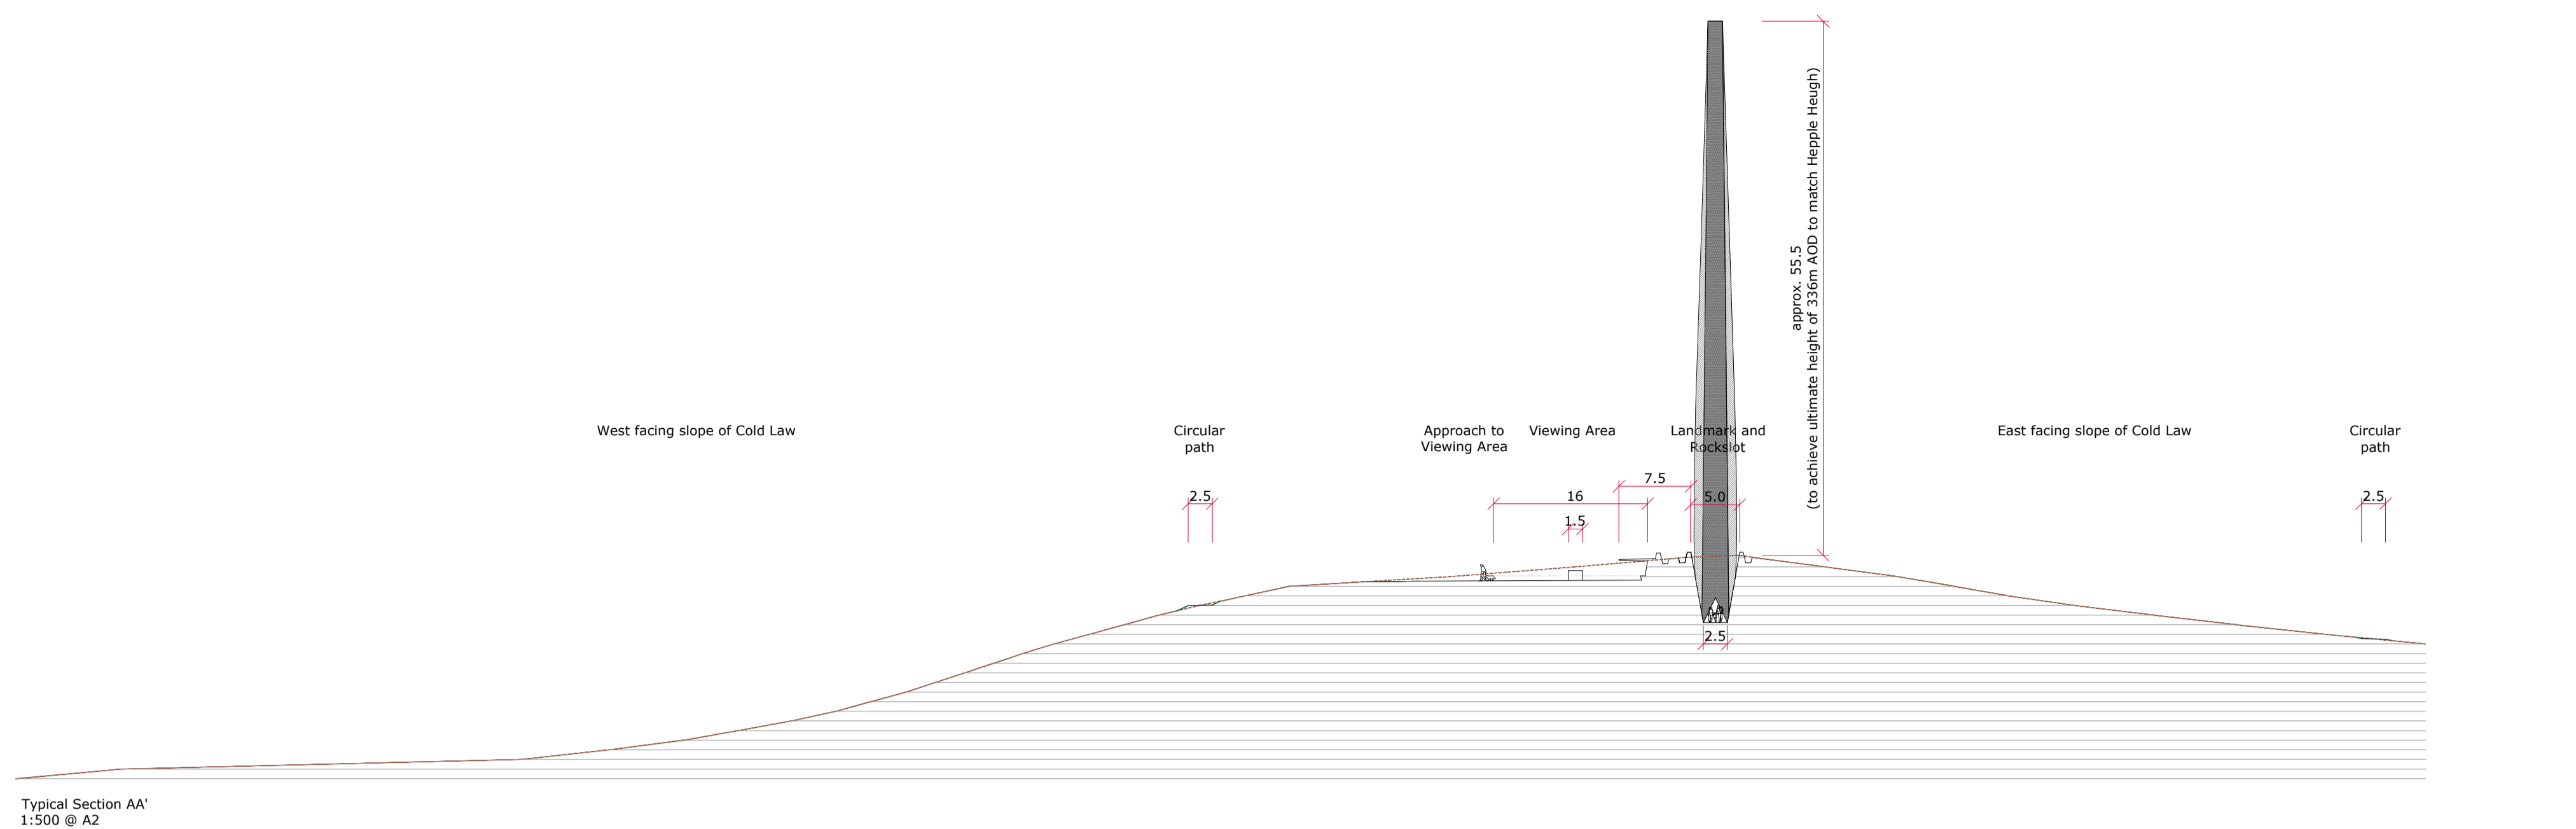 approx. 55.5
(to achieve ultimate height of 336m AOD to match Hepple Heugh)
West facing slope of Cold Law
Circular
path
Approach to
Viewing Area
Viewing Area
Landmark and
Rockslot
East facing slope of Cold Law
Circular
path
7.5
2.5
16
5.0
2.5
1.5
2.5
Typical Section AA'
1:500 @ A2